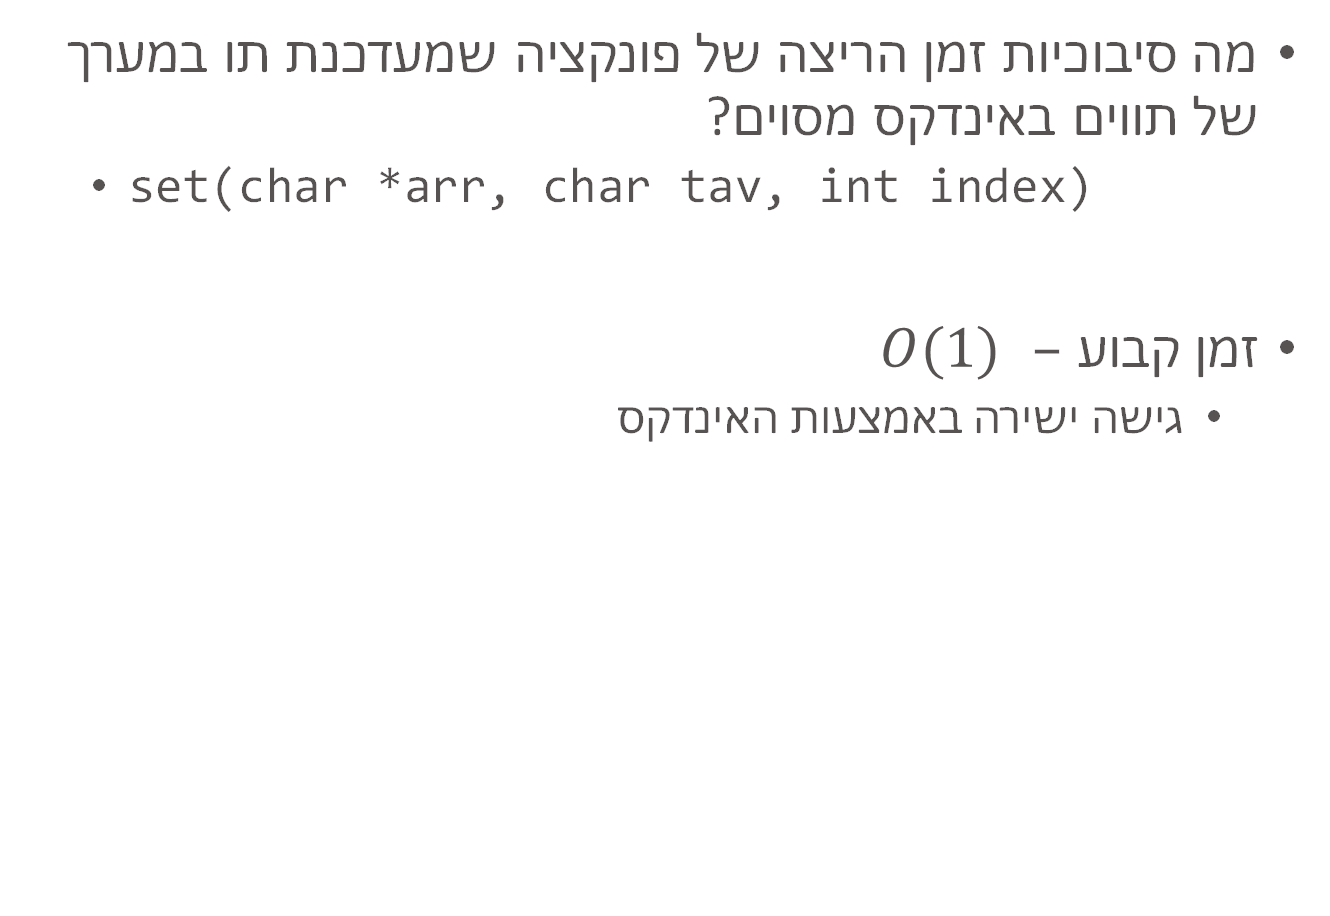 • מה סיבוכיות זמן הריצה של פונקציה שמעדכנת תו במערך
של תווים באינדקס מסוים?
• set(char *arr, char tav, int index)
• זמן קבוע – O(1)
• גישה ישירה באמצעות האינדקס